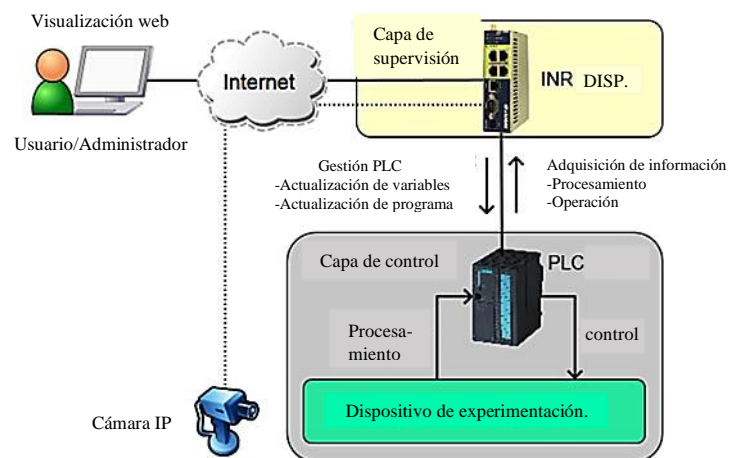 Visualización web
Usuario/Administrador
Internet
Capa de
supervisión
INR DISP.
Gestión PLC
-Actualización de variables
-Actualización de programa
Adquisición de información
-Procesamiento
-Operación
Capa de control
PLC
Procesa-
miento
control
Dispositivo de experimentación.
Cámara IP